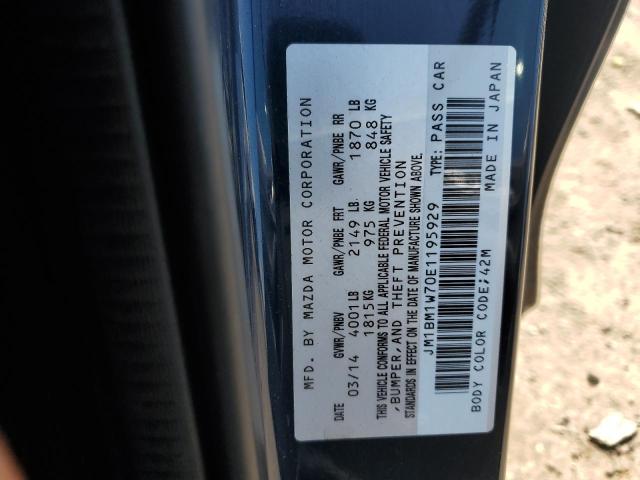 MFD. BY MAZDA MOTOR CORPORATION
DATE GVWR/PNBV GAWR/PNBE FRT GAWR/PNBE RR
03/14 4001LB 2149 LB. 1870 LB
1815KG 975 KG 848 KG
THIS VEHICLE CONFORMS TO ALL APPLICABLE FEDERAL MOTOR VEHICLE SAFETY
,BUMPER,AND THEFT PREVENTION
STANDARDS IN EFFECT ON THE DATE OF MANUFACTURE SHOWN ABOVE.
JM1BM1W70E1195929 TYPE: PASS CAR
BODY COLOR CODE;42M MADE IN JAPAN